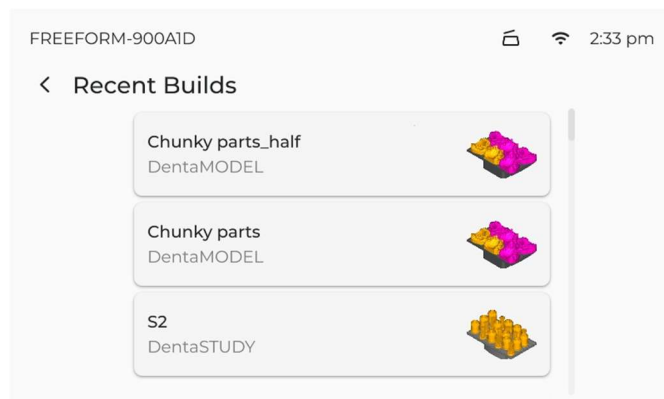 FREEFORM-900A1D
2:33 pm
Recent Builds
Chunky parts_half
DentaMODEL
Chunky parts
DentaMODEL
S2
DentaSTUDY